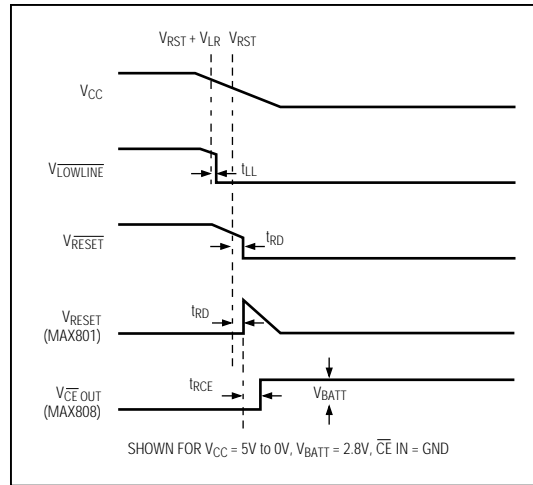 VRST + VLR VRST
VCC
VLOWLINE
tLL
VRESET
tRD
VRESET
(MAX801)
tRD
VCE OUT
(MAX808)
tRCE
VBATT
SHOWN FOR VCC = 5V to 0V, VBATT = 2.8V, CE IN = GND